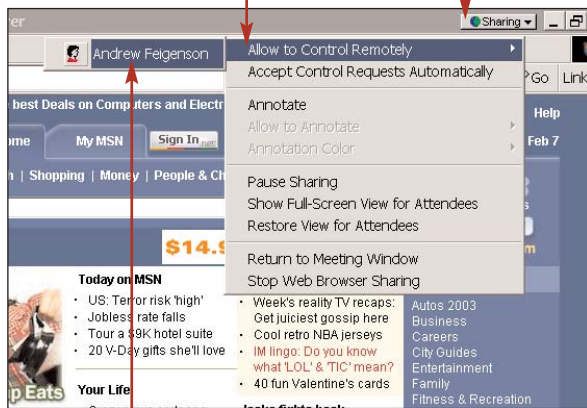 rer
Sharing
Andrew Feigenson
Allow to Control Remotely
Accept Control Requests Automatically
Annotate
Allow to Annotate
Annotation Color
Pause Sharing
Show Full-Screen View for Attendees
Restore View for Attendees
Return to Meeting Window
Stop Web Browser Sharing
Go Link
best Deals on Computers and Electr
Help
ome My MSN Sign In .net Feb 7
h | Shopping | Money | People & Ch
$14.9
m
Today on MSN
· US: Terror risk 'high'
· Jobless rate falls
· Tour a $9K hotel suite
· 20 V-Day gifts she'll love
Your Life
· Week's reality TV recaps:
Get juiciest gossip here
· Cool retro NBA jerseys
· IM lingo: Do you know
what 'LOL' & 'TIC' mean?
· 40 fun Valentine's cards
Autos 2003
Business
Careers
City Guides
Entertainment
Family
Fitness & Recreation
p Eats